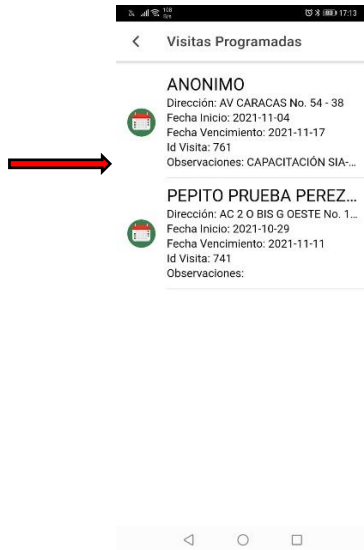 108
17:13
Visitas Programadas
ANONIMO
Dirección: AV CARACAS No. 54 - 38
Fecha Inicio: 2021-11-04
Fecha Vencimiento: 2021-11-17
Id Visita: 761
Observaciones: CAPACITACIÓN SIA-...
PEPITO PRUEBA PEREZ...
Dirección: AC 2 O BIS G OESTE No. 1...
Fecha Inicio: 2021-10-29
Fecha Vencimiento: 2021-11-11
Id Visita: 741
Observaciones: